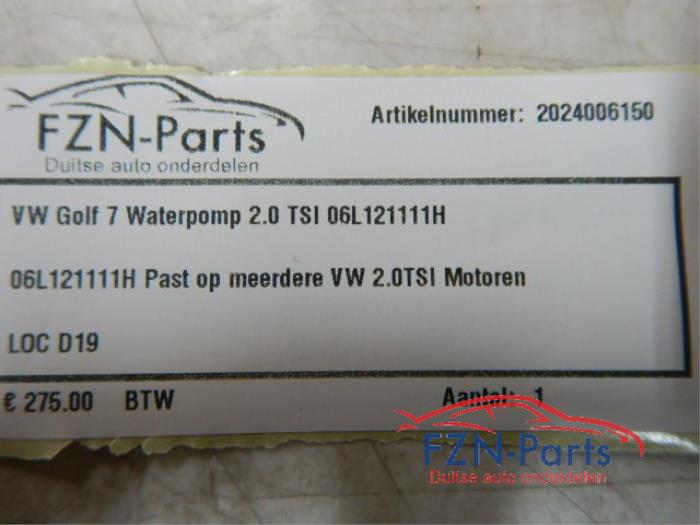 FZN-Parts
Duitse auto onderdelen
Artikelnummer: 2024006150
VW Golf 7 Waterpomp 2.0 TSI 06L121111H
06L121111H Past op meerdere VW 2.0TSI Motoren
LOC D19
€ 275.00 BTW
Aantal: 1
FZN-Parts
Duitse auto onderdelen